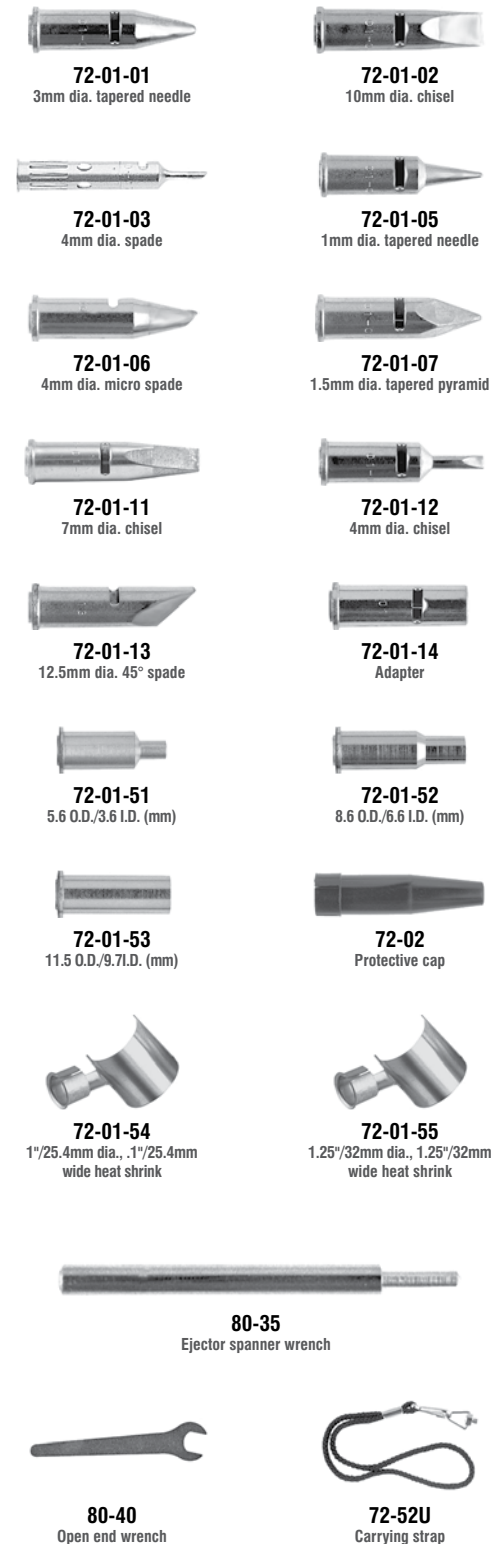 72-01-01
3mm dia. tapered needle
72-01-02
10mm dia. chisel
72-01-03
4mm dia. spade
72-01-05
1mm dia. tapered needle
72-01-06
4mm dia. micro spade
72-01-07
1.5mm dia. tapered pyramid
72-01-11
7mm dia. chisel
72-01-12
4mm dia. chisel
72-01-13
12.5mm dia. 45° spade
72-01-14
Adapter
72-01-51
5.6 O.D./3.6 I.D. (mm)
72-01-52
8.6 O.D./6.6 I.D. (mm)
72-01-53
11.5 O.D./9.7I.D. (mm)
72-02
Protective cap
72-01-54
1"/25.4mm dia., .1"/25.4mm
wide heat shrink
72-01-55
1.25"/32mm dia., 1.25"/32mm
wide heat shrink
80-35
Ejector spanner wrench
80-40
Open end wrench
72-52U
Carrying strap